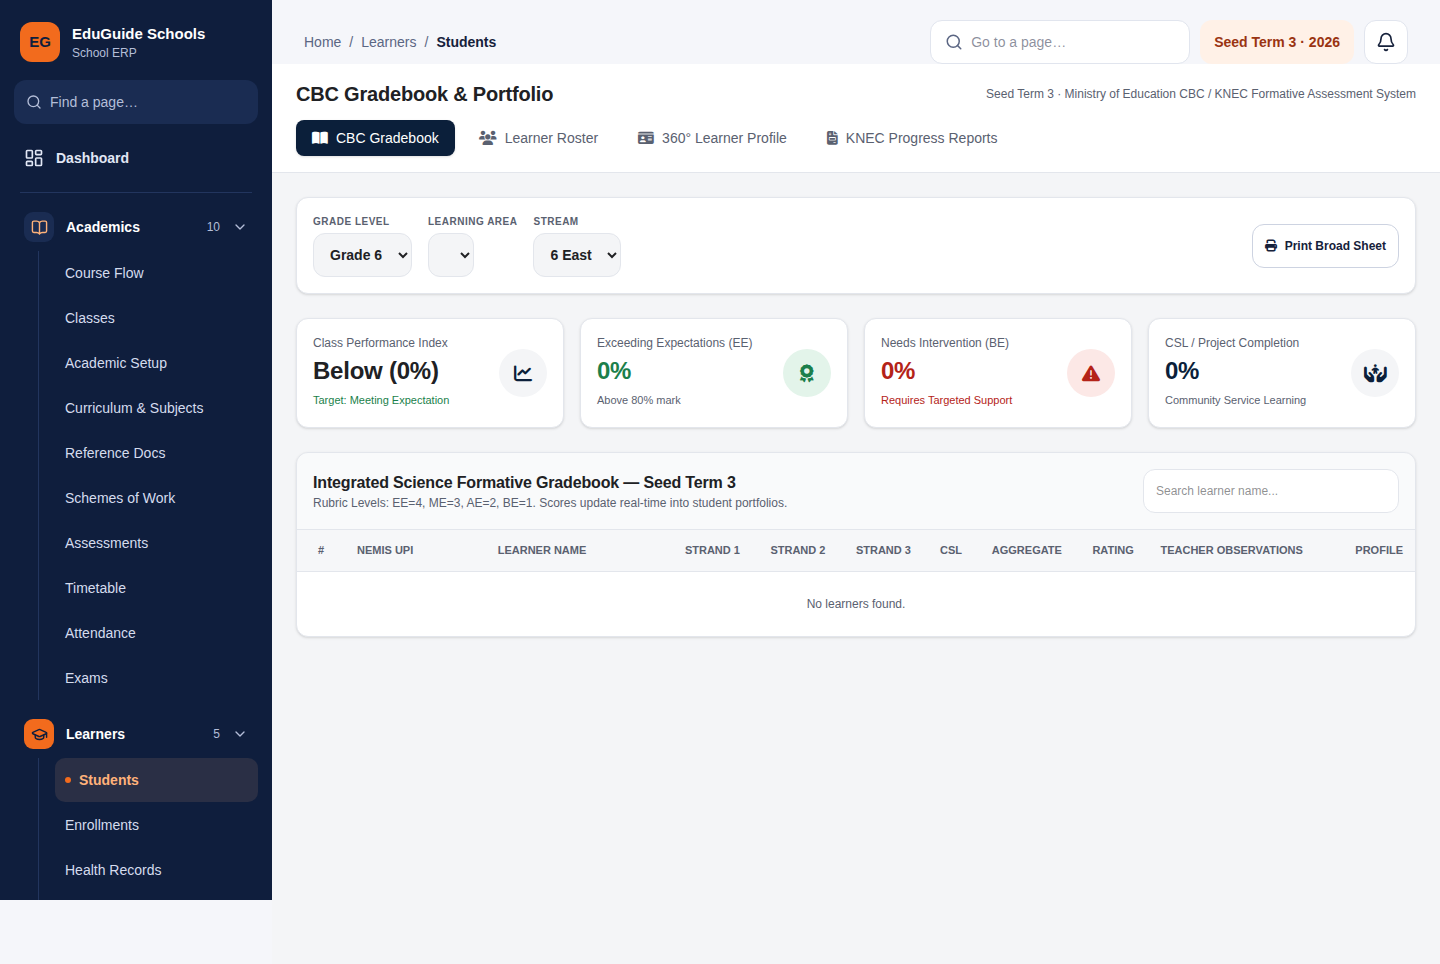 EG
EduGuide Schools
School ERP
Find a page…
Dashboard
Academics 10
Course Flow
Classes
Academic Setup
Curriculum & Subjects
Reference Docs
Schemes of Work
Assessments
Timetable
Attendance
Exams
Learners 5
Students
Enrollments
Health Records
Home / Learners / Students
Go to a page…
Seed Term 3 · 2026
CBC Gradebook & Portfolio
Seed Term 3 · Ministry of Education CBC / KNEC Formative Assessment System
CBC Gradebook
Learner Roster
360° Learner Profile
KNEC Progress Reports
GRADE LEVEL
Grade 6
LEARNING AREA
STREAM
6 East
Print Broad Sheet
Class Performance Index
Below (0%)
Target: Meeting Expectation
Exceeding Expectations (EE)
0%
Above 80% mark
Needs Intervention (BE)
0%
Requires Targeted Support
CSL / Project Completion
0%
Community Service Learning
Integrated Science Formative Gradebook — Seed Term 3
Rubric Levels: EE=4, ME=3, AE=2, BE=1. Scores update real-time into student portfolios.
Search learner name...
# NEMIS UPI LEARNER NAME STRAND 1 STRAND 2 STRAND 3 CSL AGGREGATE RATING TEACHER OBSERVATIONS PROFILE
No learners found.